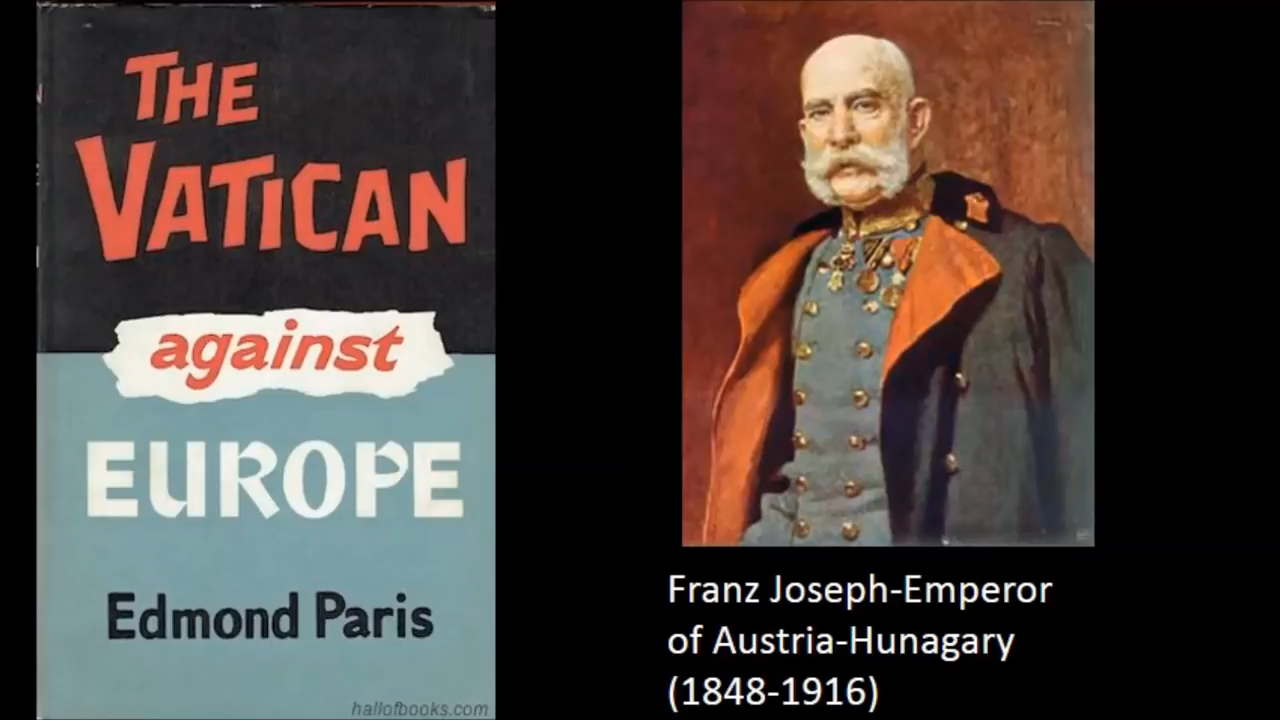 THE
VATICAN
against
EUROPE
Edmond Paris
hallofbooks.com
Franz Joseph-Emperor
of Austria-Hunagary
(1848-1916)